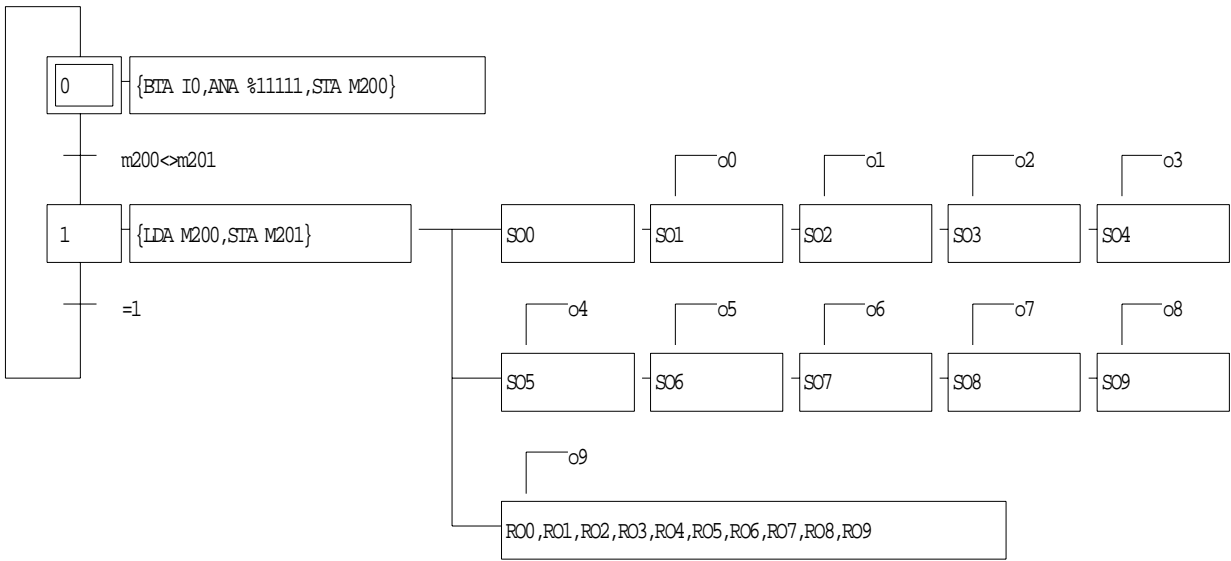 0 {BTA I0,ANA %11111,STA M200}
m200<>m201 o0 o1 o2 o3
1 {LDA M200,STA M201} SO0 SO1 SO2 SO3 SO4
=1 o4 o5 o6 o7 o8
SO5 SO6 SO7 SO8 SO9
o9
RO0,RO1,RO2,RO3,RO4,RO5,RO6,RO7,RO8,RO9